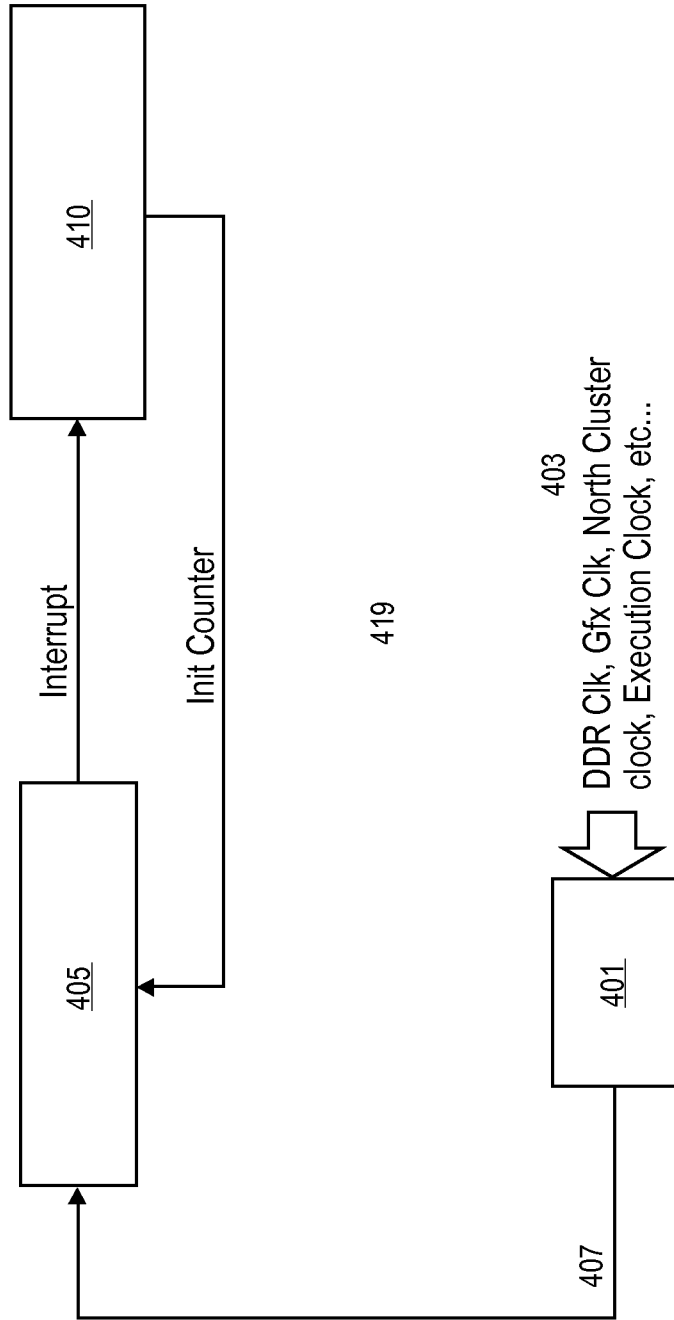 410
Interrupt
Init Counter
405
419
403
DDR Clk, Gfx Clk, North Cluster
clock, Execution Clock, etc...
401
407